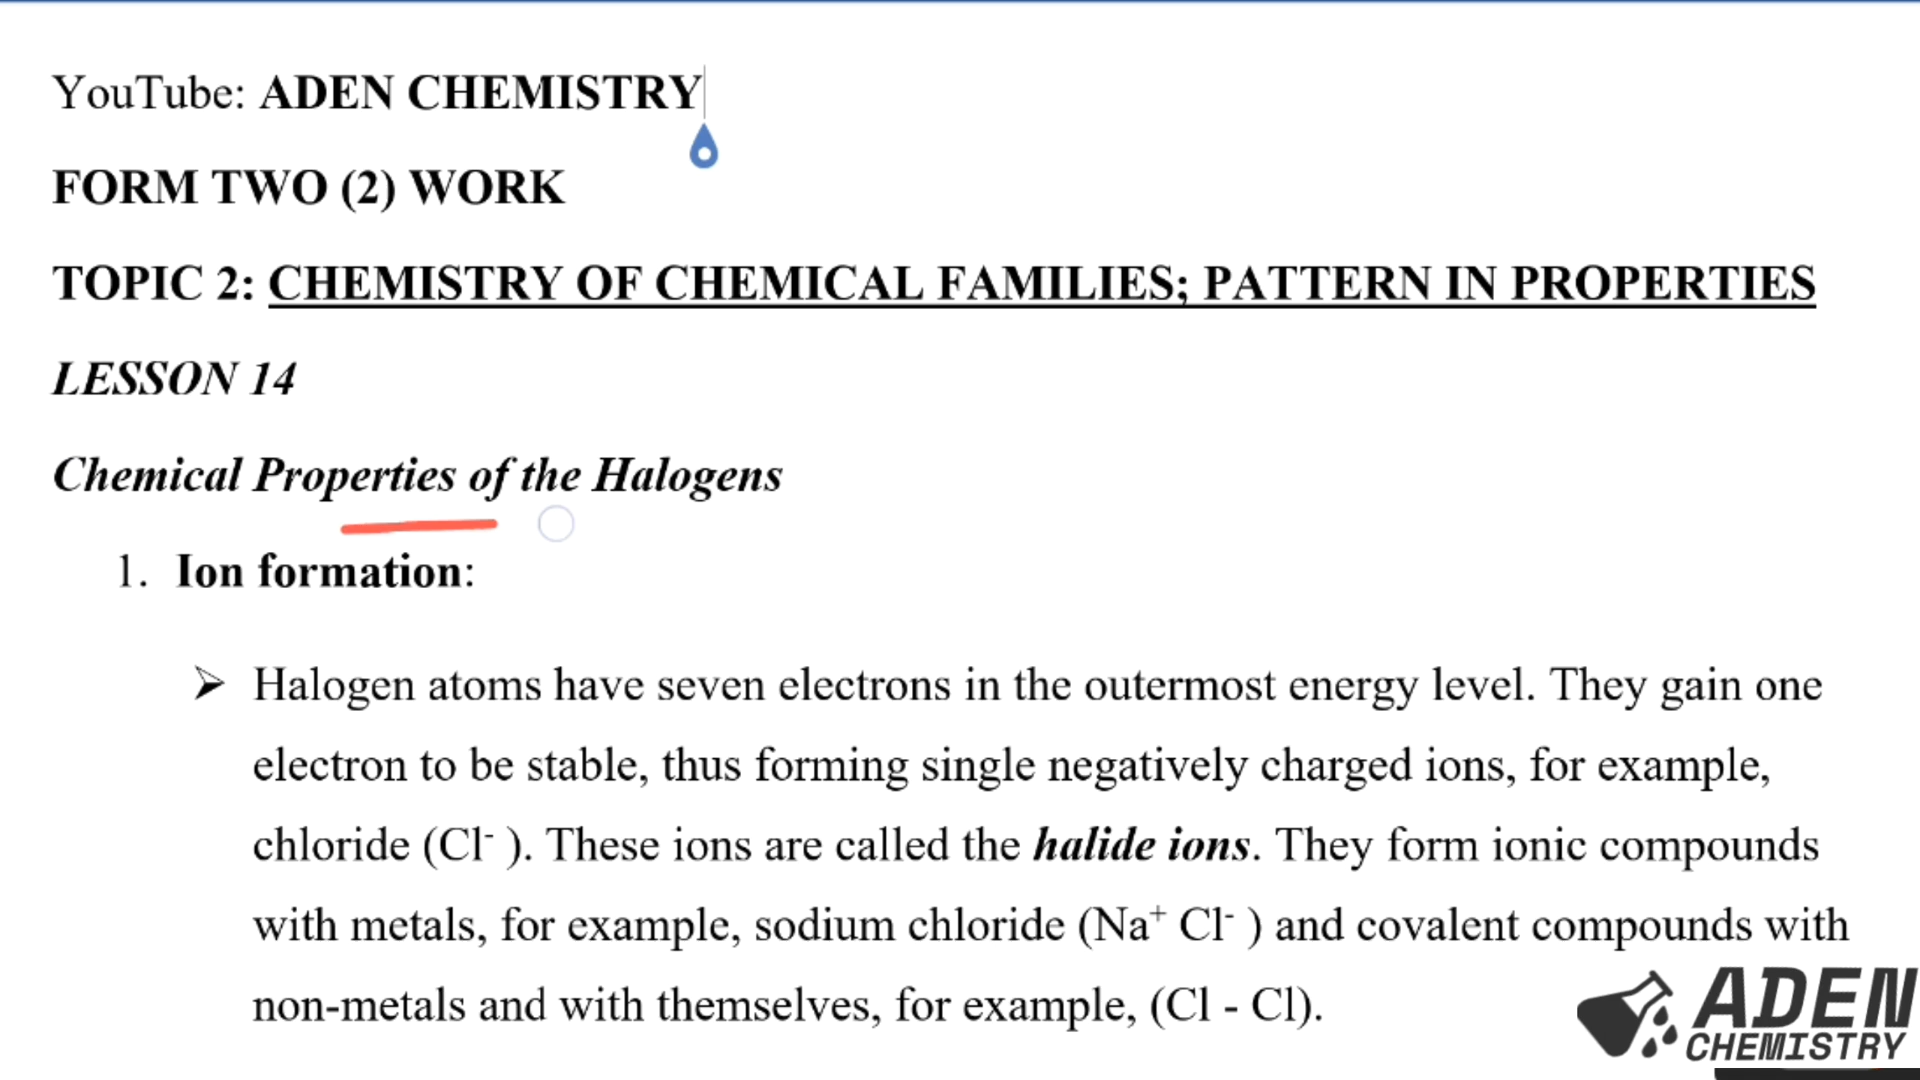 YouTube: ADEN CHEMISTRY
FORM TWO (2) WORK
TOPIC 2: CHEMISTRY OF CHEMICAL FAMILIES; PATTERN IN PROPERTIES
LESSON 14
Chemical Properties of the Halogens
1. Ion formation:
➢ Halogen atoms have seven electrons in the outermost energy level. They gain one
electron to be stable, thus forming single negatively charged ions, for example,
chloride (Cl⁻ ). These ions are called the halide ions. They form ionic compounds
with metals, for example, sodium chloride (Na⁺ Cl⁻ ) and covalent compounds with
non-metals and with themselves, for example, (Cl - Cl).
ADEN
CHEMISTRY